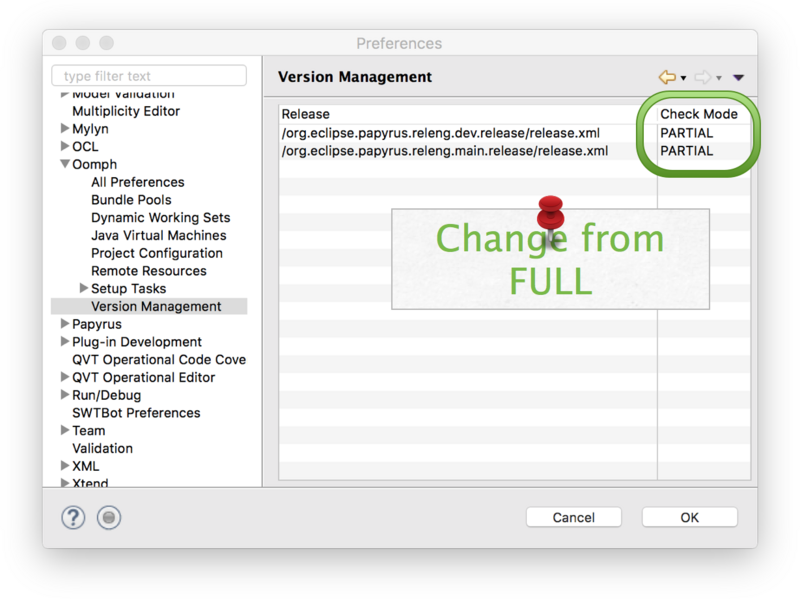 Preferences
type filter text
Model Validation
Multiplicity Editor
Mylyn
OCL
Oomph
All Preferences
Bundle Pools
Dynamic Working Sets
Java Virtual Machines
Project Configuration
Remote Resources
Setup Tasks
Version Management
Papyrus
Plug-in Development
QVT Operational Code Cove
QVT Operational Editor
Run/Debug
SWTBot Preferences
Team
Validation
XML
Xtend
Version Management
Release Check Mode
/org.eclipse.papyrus.releng.dev.release/release.xml PARTIAL
/org.eclipse.papyrus.releng.main.release/release.xml PARTIAL
Change from
FULL
?
Cancel OK